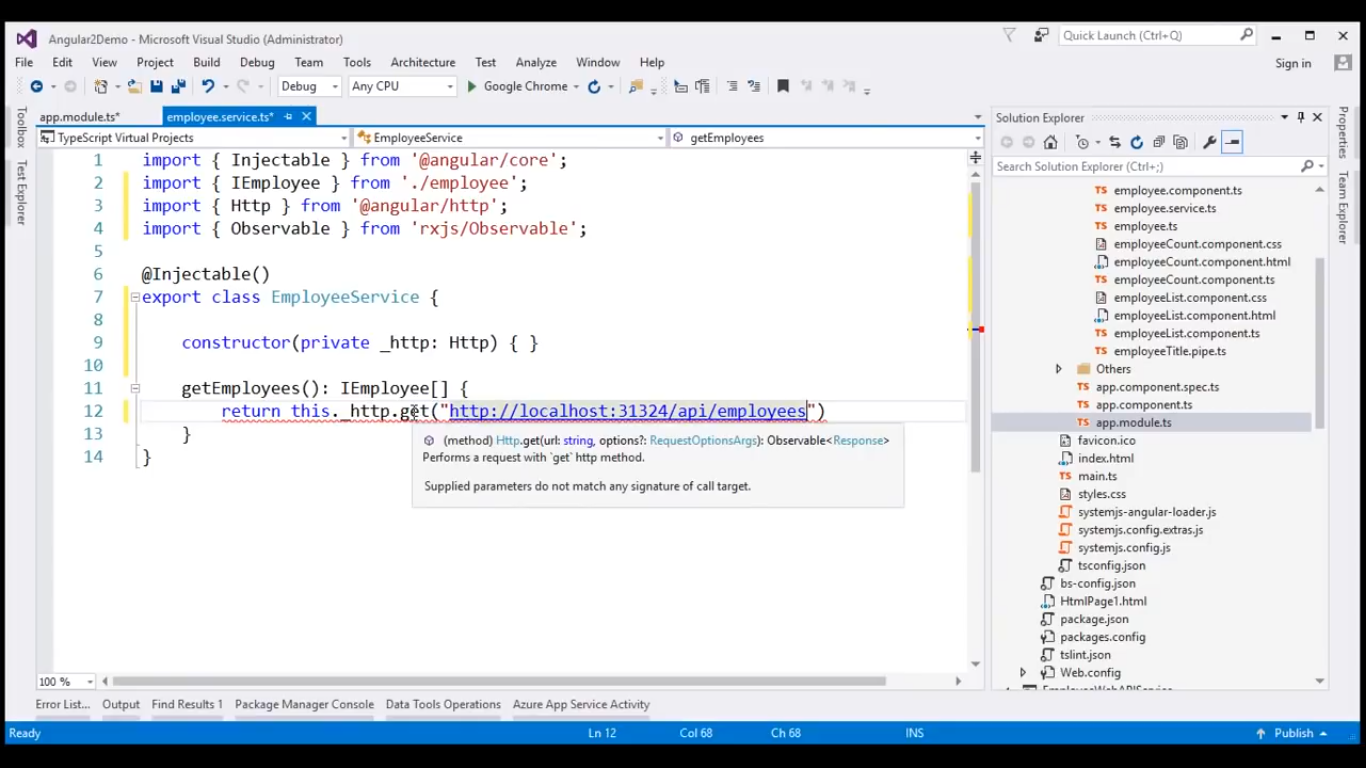 Angular2Demo - Microsoft Visual Studio (Administrator)
Quick Launch (Ctrl+Q)
File Edit View Project Build Debug Team Tools Architecture Test Analyze Window Help
Sign in
Debug Any CPU Google Chrome
Toolbox
Test Explorer
app.module.ts* employee.service.ts*
TypeScript Virtual Projects EmployeeService getEmployees
1 import { Injectable } from '@angular/core';
2 import { IEmployee } from './employee';
3 import { Http } from '@angular/http';
4 import { Observable } from 'rxjs/Observable';
5
6 @Injectable()
7 export class EmployeeService {
8
9 constructor(private _http: Http) { }
10
11 getEmployees(): IEmployee[] {
12 return this._http.get("http://localhost:31324/api/employees")
13 }
14 }
(method) Http.get(url: string, options?: RequestOptionsArgs): Observable<Response>
Performs a request with `get` http method.
Supplied parameters do not match any signature of call target.
100 %
Solution Explorer
Search Solution Explorer (Ctrl+;)
employee.component.ts
employee.service.ts
employee.ts
employeeCount.component.css
employeeCount.component.html
employeeCount.component.ts
employeeList.component.css
employeeList.component.html
employeeList.component.ts
employeeTitle.pipe.ts
Others
app.component.spec.ts
app.component.ts
app.module.ts
favicon.ico
index.html
main.ts
styles.css
systemjs-angular-loader.js
systemjs.config.extras.js
systemjs.config.js
tsconfig.json
bs-config.json
HtmlPage1.html
package.json
packages.config
tslint.json
Web.config
EmployeeWebAPIService
Properties
Team Explorer
Error List... Output Find Results 1 Package Manager Console Data Tools Operations Azure App Service Activity
Ready Ln 12 Col 68 Ch 68 INS Publish